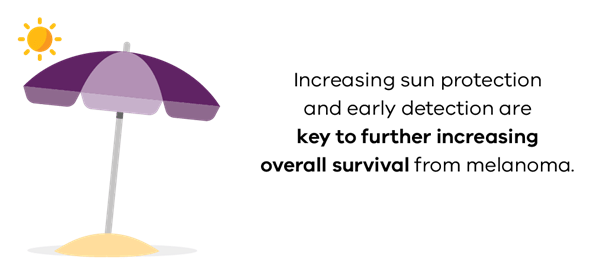 Increasing sun protection
and early detection are
key to further increasing
overall survival from melanoma.